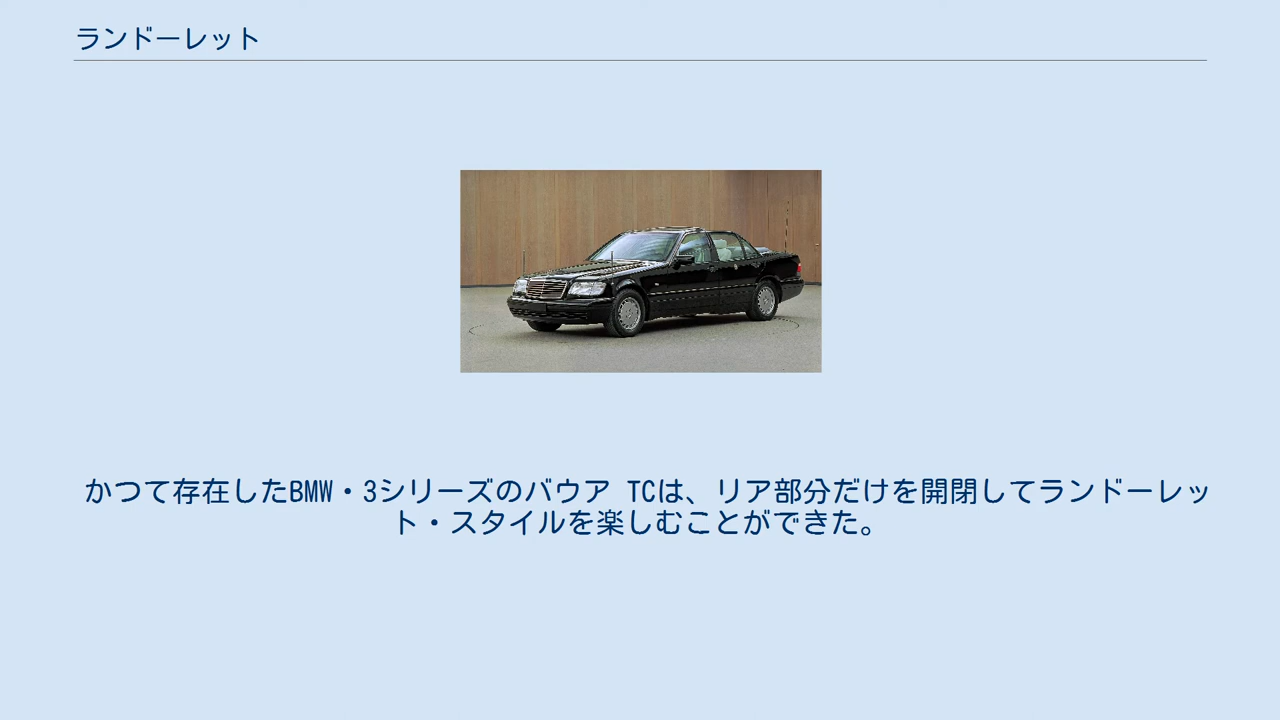 ランドーレット
かつて存在したBMW・3シリーズのバウア TCは、リア部分だけを開閉してランドーレッ
ト・スタイルを楽しむことができた。